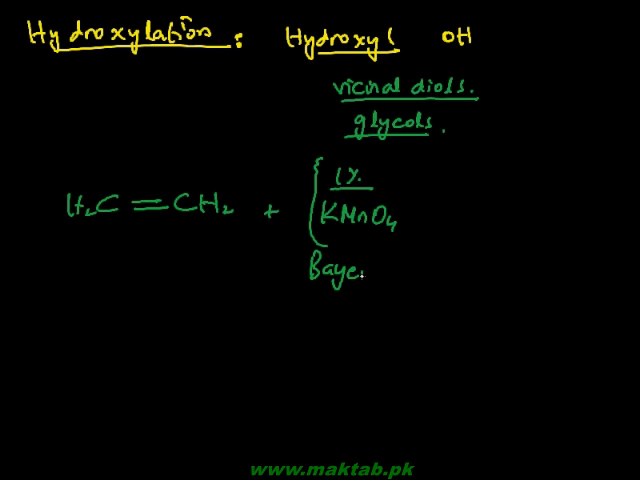 Hydroxylation: Hydroxyl OH
vicinal diols.
glycols.
1%
H₂C = CH₂ + KMnO₄
Baye
www.maktab.pk